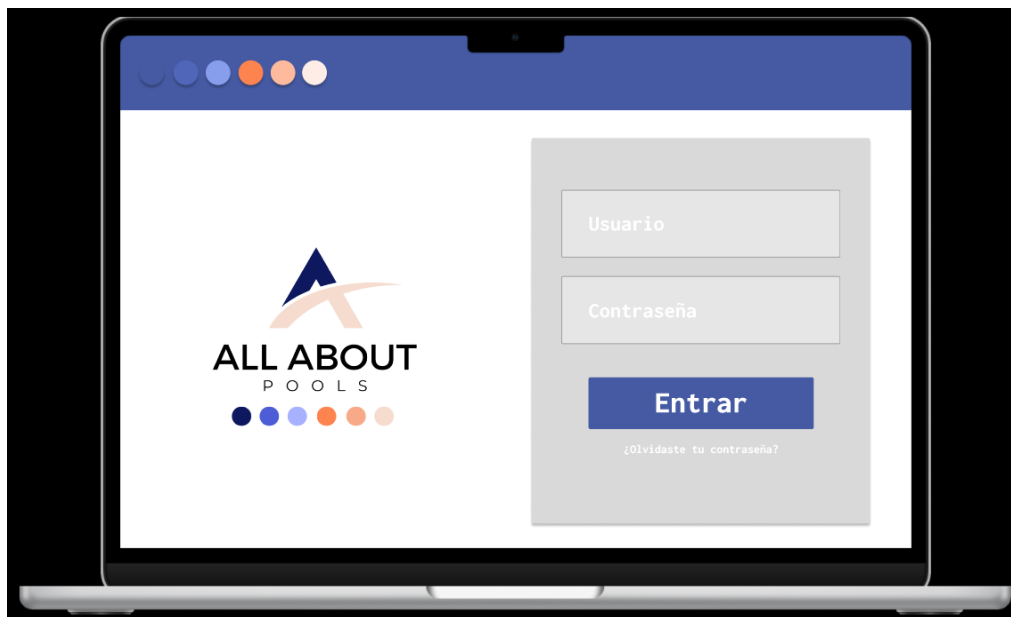 ALL ABOUT
POOLS
Usuario
Contraseña
Entrar
¿Olvidaste tu contraseña?